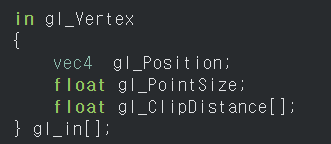 in gl_Vertex
{
    vec4  gl_Position;
    float gl_PointSize;
    float gl_ClipDistance[];
} gl_in[];